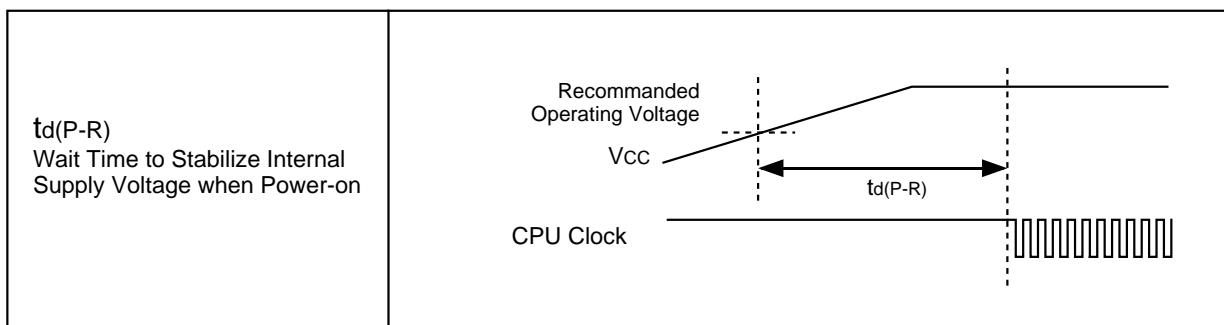 td(P-R)
Wait Time to Stabilize Internal
Supply Voltage when Power-on
Recommanded
Operating Voltage
VCC
td(P-R)
CPU Clock